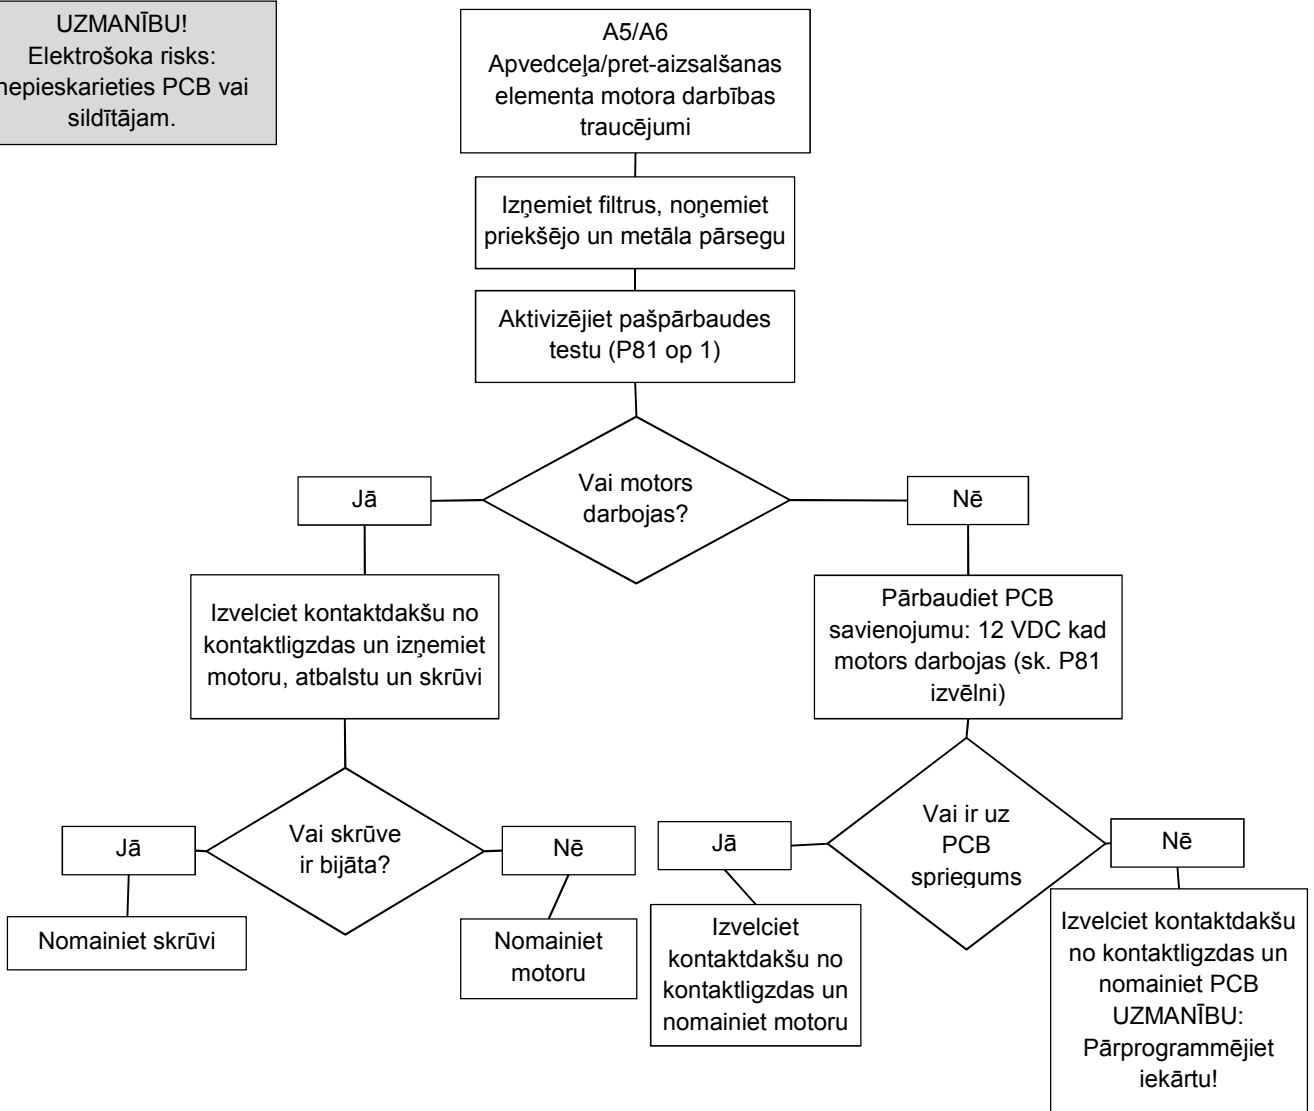 UZMANĪBU!
Elektrošoka risks:
nepieskarieties PCB vai
sildītājam.
A5/A6
Apvedceļa/pret-aizsalšanas
elementa motora darbības
traucējumi
Izņemiet filtrus, noņemiet
priekšējo un metāla pārsegu
Aktivizējiet pašpārbaudes
testu (P81 op 1)
Vai motors
darbojas?
Jā
Nē
Izvelciet kontaktdakšu no
kontaktligzdas un izņemiet
motoru, atbalstu un skrūvi
Pārbaudiet PCB
savienojumu: 12 VDC kad
motors darbojas (sk. P81
izvēlni)
Vai skrūve
ir bijāta?
Jā
Nē
Vai ir uz
PCB
spriegums
Jā
Nē
Nomainiet skrūvi
Nomainiet
motoru
Izvelciet
kontaktdakšu no
kontaktligzdas un
nomainiet motoru
Izvelciet kontaktdakšu
no kontaktligzdas un
nomainiet PCB
UZMANĪBU:
Pārprogrammējiet
iekārtu!